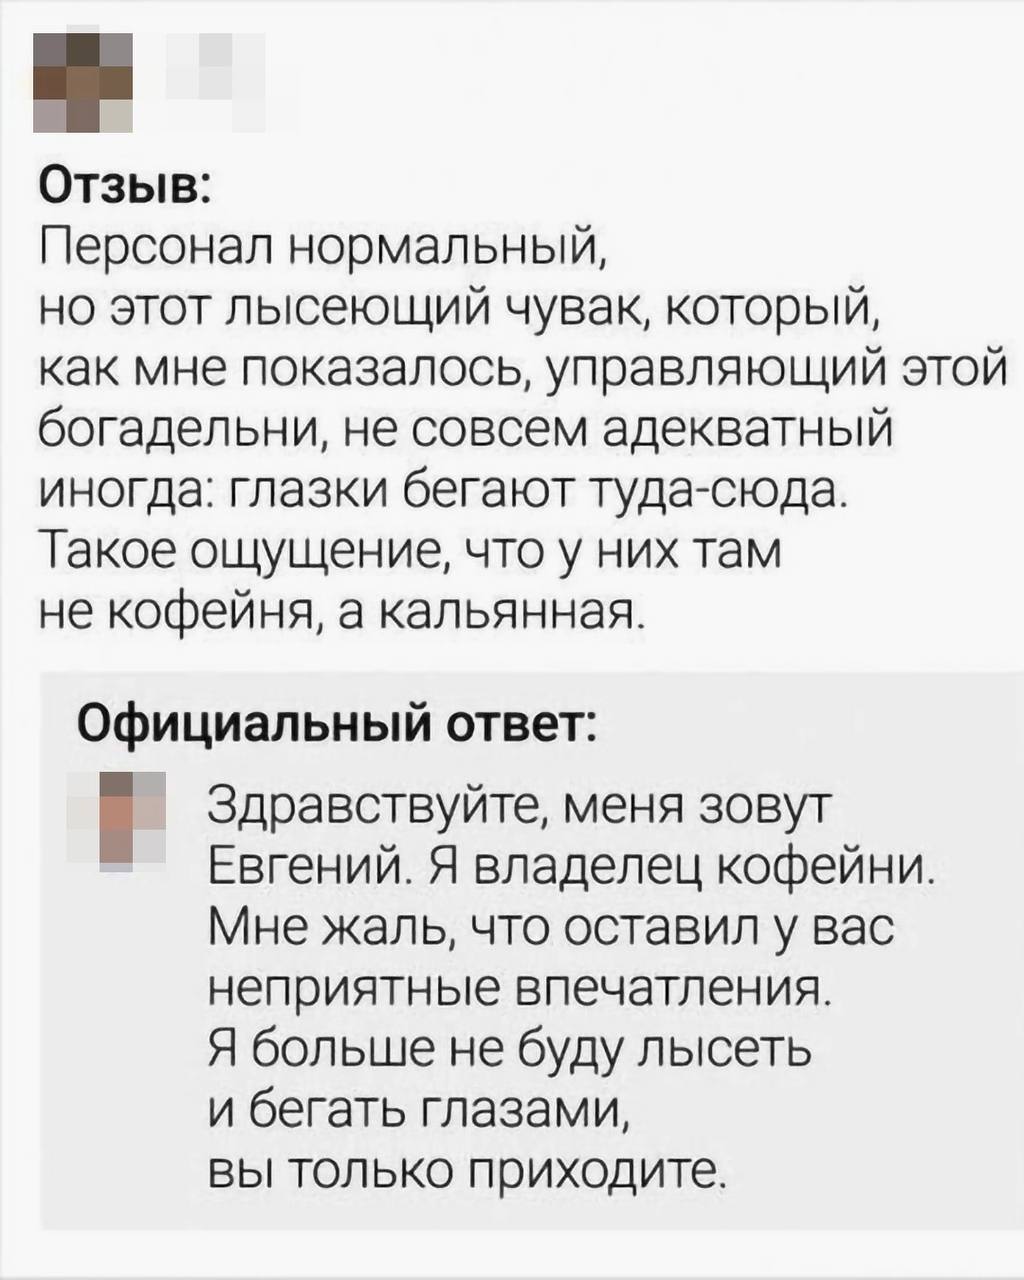 Отзыв:
Персонал нормальный,
но этот лысеющий чувак, который,
как мне показалось, управляющий этой
богадельни, не совсем адекватный
иногда: глазки бегают туда-сюда.
Такое ощущение, что у них там
не кофейня, а кальянная.
Официальный ответ:
Здравствуйте, меня зовут
Евгений. Я владелец кофейни.
Мне жаль, что оставил у вас
неприятные впечатления.
Я больше не буду лысеть
и бегать глазами,
вы только приходите.